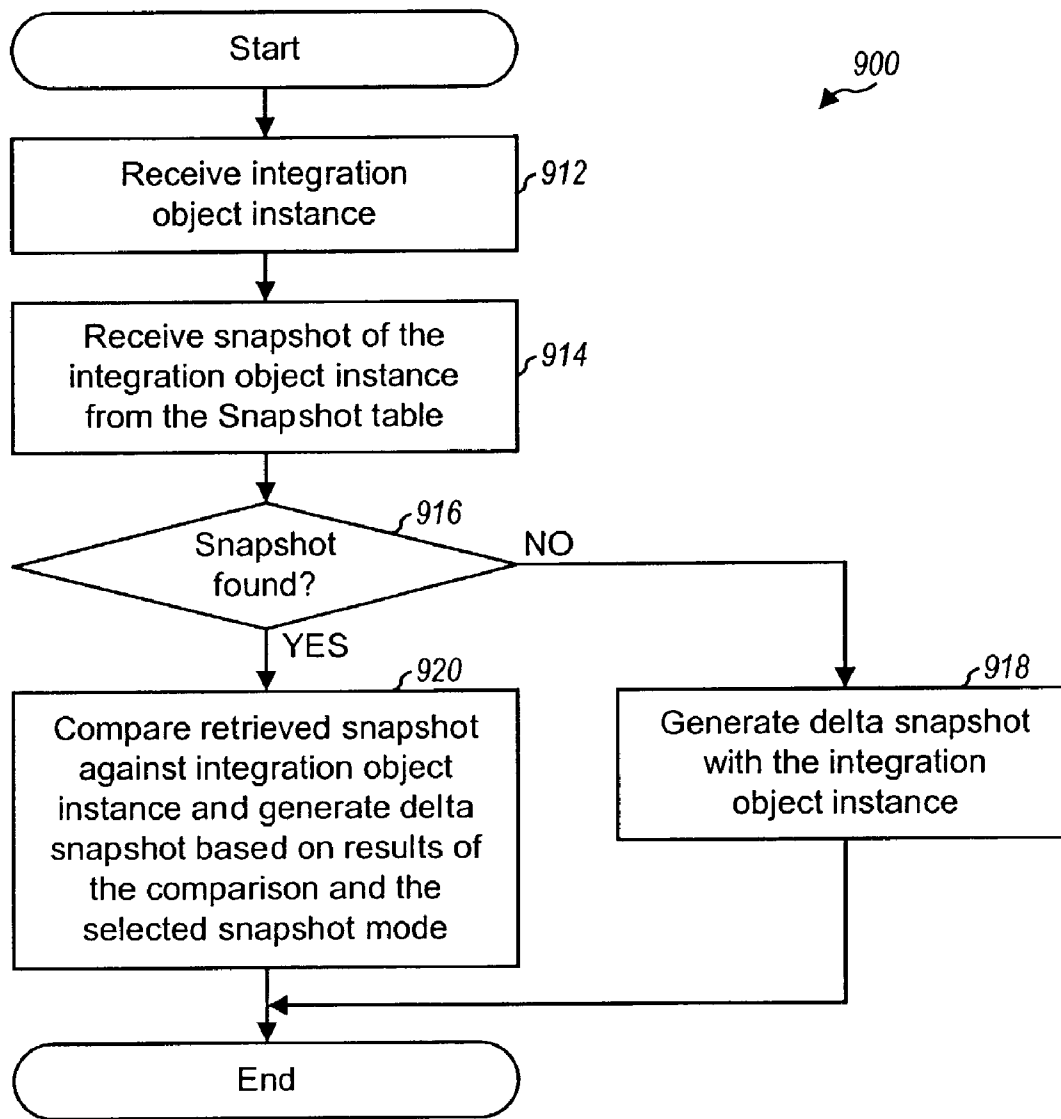 Start
900
Receive integration
object instance
912
Receive snapshot of the
integration object instance
from the Snapshot table
914
916
Snapshot
found?
NO
YES
920
Compare retrieved snapshot
against integration object
instance and generate delta
snapshot based on results of
the comparison and the
selected snapshot mode
918
Generate delta snapshot
with the integration
object instance
End